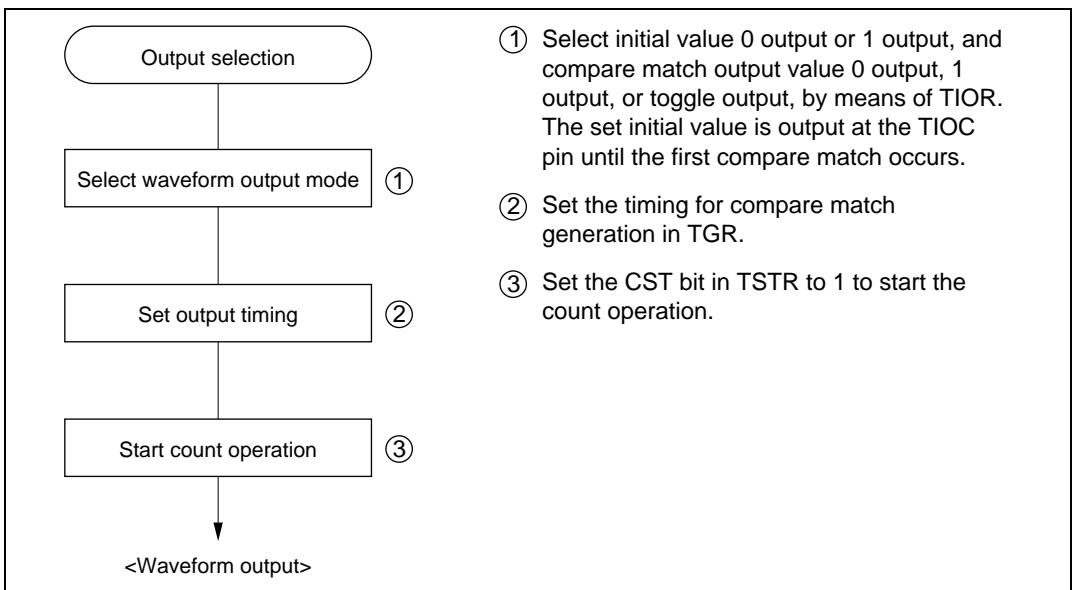 Output selection
Select waveform output mode
①
Set output timing
②
Start count operation
③
<Waveform output>
① Select initial value 0 output or 1 output, and
compare match output value 0 output, 1
output, or toggle output, by means of TIOR.
The set initial value is output at the TIOC
pin until the first compare match occurs.
② Set the timing for compare match
generation in TGR.
③ Set the CST bit in TSTR to 1 to start the
count operation.